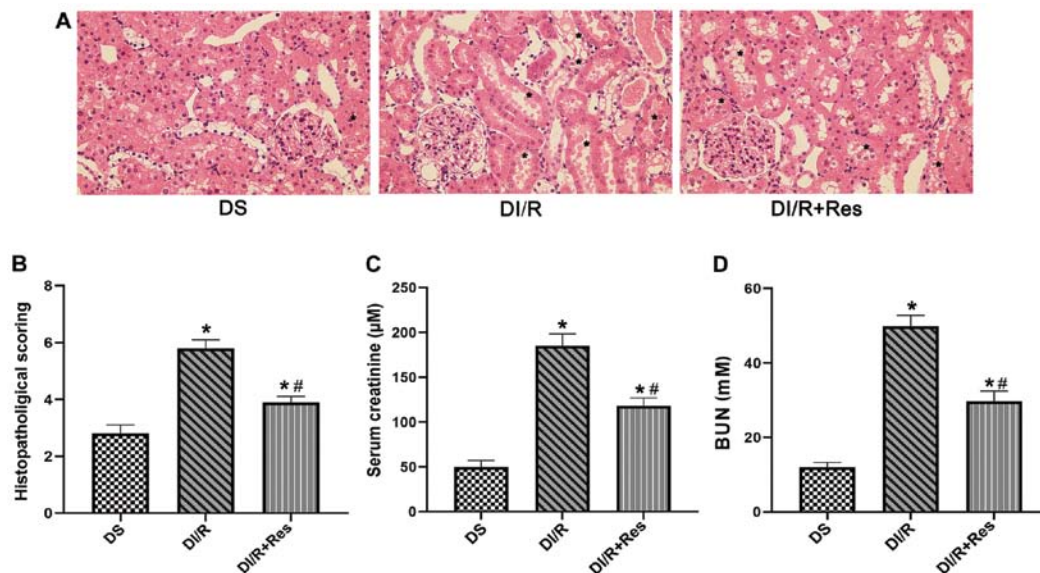 A
DS
DI/R
DI/R+Res
B
Histopatholigical scoring
8
6
4
2
0
*
*#
DS
DI/R
DI/R+Res
C
Serum creatinine (µM)
250
200
150
100
50
0
*
*#
DS
DI/R
DI/R+Res
D
BUN (mM)
60
40
20
0
*
*#
DS
DI/R
DI/R+Res